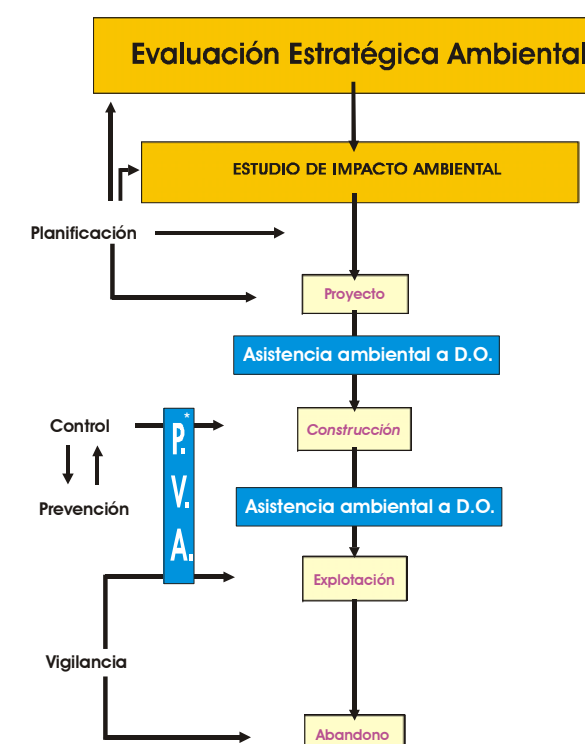 Evaluación Estratégica Ambiental
ESTUDIO DE IMPACTO AMBIENTAL
Planificación
Proyecto
Asistencia ambiental a D.O.
Control
Construcción
P.*
V.
A.
Prevención
Asistencia ambiental a D.O.
Explotación
Vigilancia
Abandono